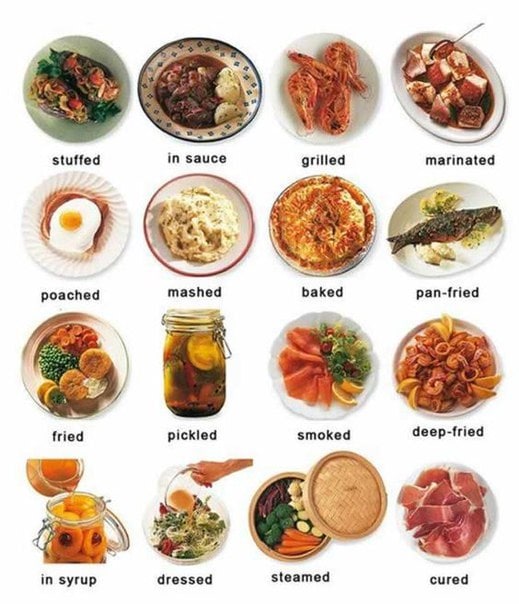 stuffed
in sauce
grilled
marinated
poached
mashed
baked
pan-fried
fried
pickled
smoked
deep-fried
in syrup
dressed
steamed
cured